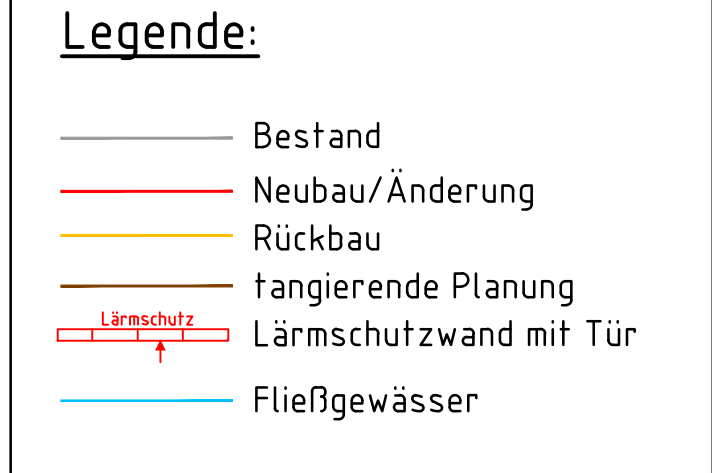 Legende:
Bestand
Neubau/Änderung
Rückbau
tangierende Planung
Lärmschutz
Lärmschutzwand mit Tür
Fließgewässer